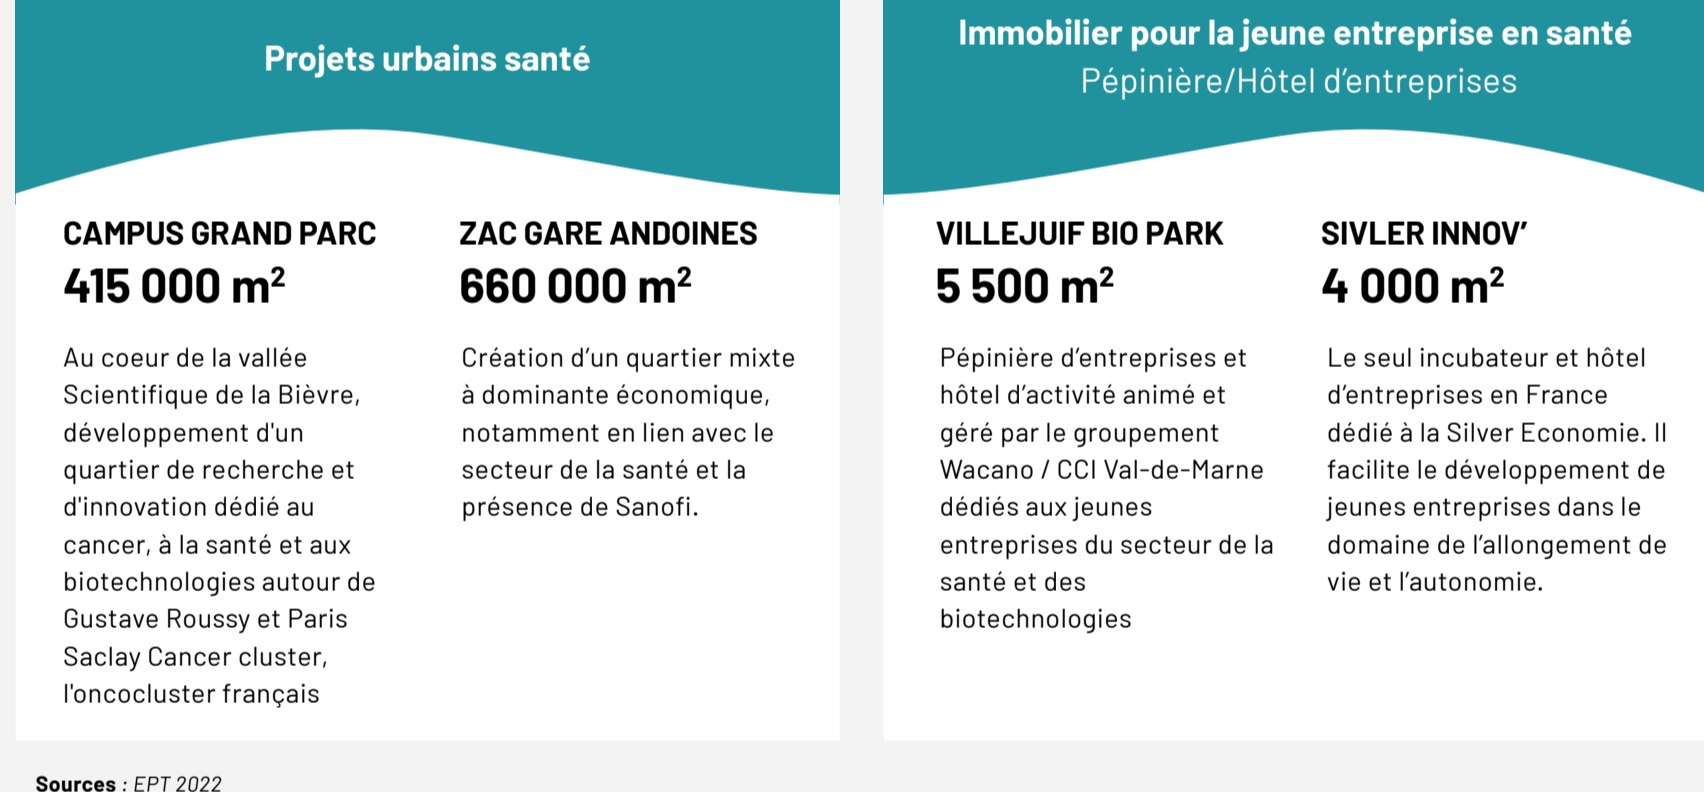 Projets urbains santé
CAMPUS GRAND PARC
415 000 m²
Au coeur de la vallée
Scientifique de la Bièvre,
développement d'un
quartier de recherche et
d'innovation dédié au
cancer, à la santé et aux
biotechnologies autour de
Gustave Roussy et Paris
Saclay Cancer cluster,
l'oncocluster français
ZAC GARE ANDOINES
660 000 m²
Création d’un quartier mixte
à dominante économique,
notamment en lien avec le
secteur de la santé et la
présence de Sanofi.
Immobilier pour la jeune entreprise en santé
Pépinière/Hôtel d’entreprises
VILLEJUIF BIO PARK
5 500 m²
Pépinière d’entreprises et
hôtel d’activité animé et
géré par le groupement
Wacano / CCI Val-de-Marne
dédiés aux jeunes
entreprises du secteur de la
santé et des
biotechnologies
SIVLER INNOV’
4 000 m²
Le seul incubateur et hôtel
d’entreprises en France
dédié à la Silver Economie. Il
facilite le développement de
jeunes entreprises dans le
domaine de l’allongement de
vie et l’autonomie.
Sources : EPT 2022